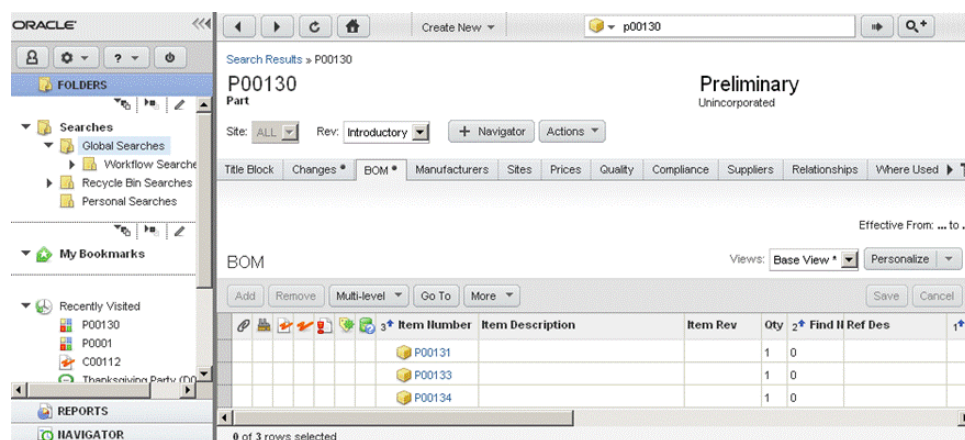 ORACLE
FOLDERS
Searches
Global Searches
Workflow Searche
Recycle Bin Searches
Personal Searches
My Bookmarks
Recently Visited
P00130
P0001
C00112
Thanksgiving Party (D0
REPORTS
NAVIGATOR
Create New
p00130
Search Results » P00130
P00130
Part
Preliminary
Unincorporated
Site: ALL Rev: Introductory + Navigator Actions
Title Block Changes • BOM • Manufacturers Sites Prices Quality Compliance Suppliers Relationships Where Used
Effective From: ... to .
BOM
Views: Base View * Personalize
Add Remove Multi-level Go To More Save Cancel
3 Item Number Item Description Item Rev Qty 2 Find N Ref Des 1
P00131 1 0
P00133 1 0
P00134 1 0
0 of 3 rows selected